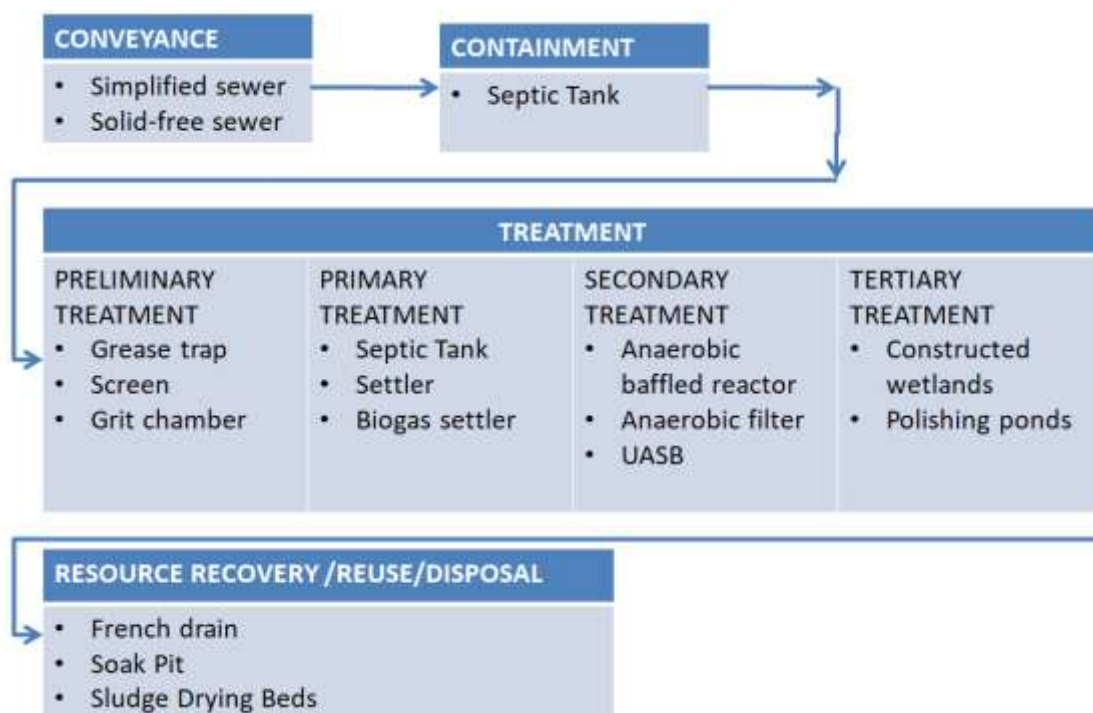 CONVEYANCE
• Simplified sewer
• Solid-free sewer
CONTAINMENT
• Septic Tank
TREATMENT
PRELIMINARY
TREATMENT
• Grease trap
• Screen
• Grit chamber
PRIMARY
TREATMENT
• Septic Tank
• Settler
• Biogas settler
SECONDARY
TREATMENT
• Anaerobic
baffled reactor
• Anaerobic filter
• UASB
TERTIARY
TREATMENT
• Constructed
wetlands
• Polishing ponds
RESOURCE RECOVERY /REUSE/DISPOSAL
• French drain
• Soak Pit
• Sludge Drying Beds